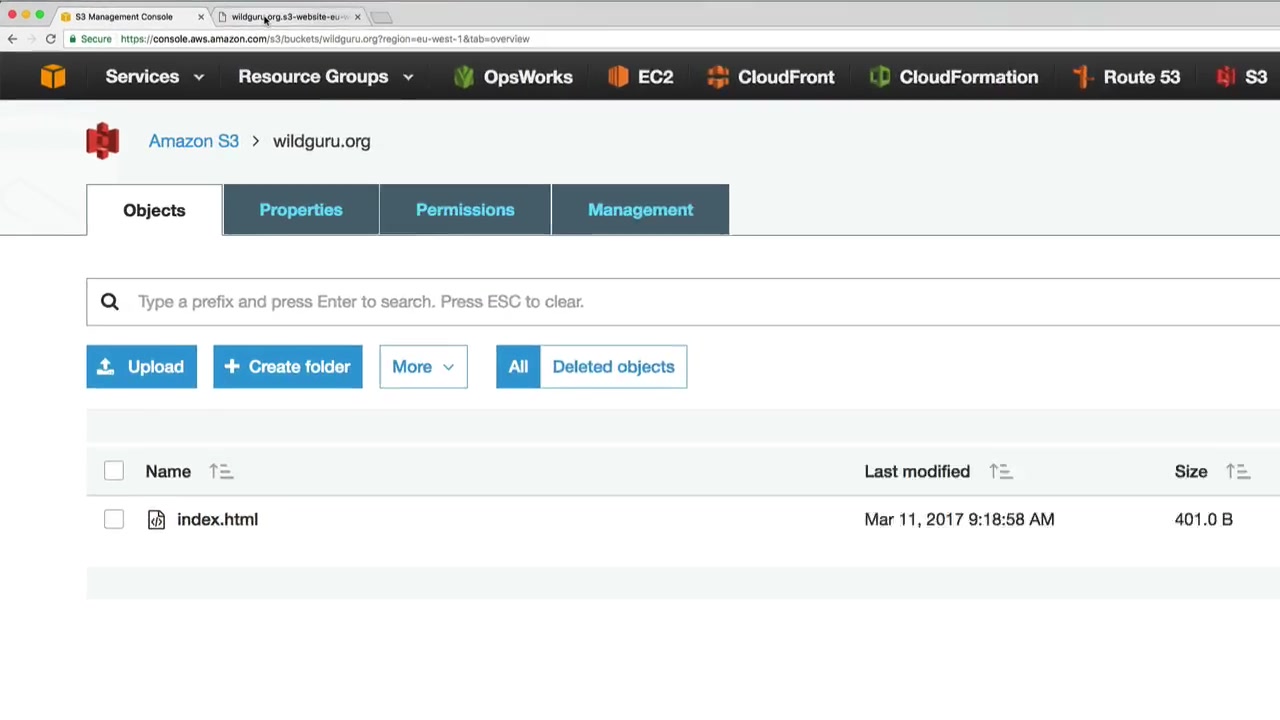 S3 Management Console
wildguru.org.s3-website-eu-w
Secure https://console.aws.amazon.com/s3/buckets/wildguru.org?region=eu-west-1&tab=overview
Services Resource Groups OpsWorks EC2 CloudFront CloudFormation Route 53 S3
Amazon S3 > wildguru.org
Objects Properties Permissions Management
Type a prefix and press Enter to search. Press ESC to clear.
Upload + Create folder More All Deleted objects
Name Last modified Size
index.html Mar 11, 2017 9:18:58 AM 401.0 B